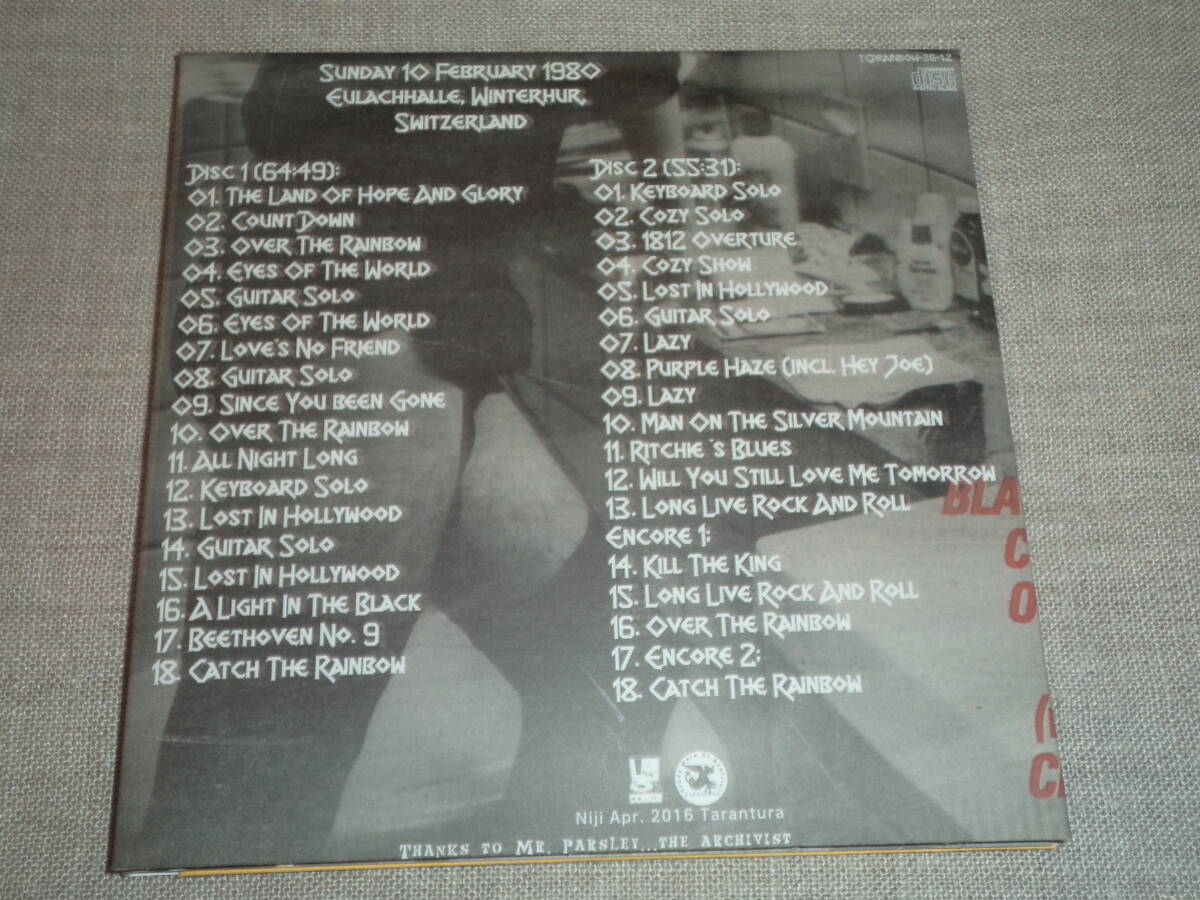 TCDRAINBOW-38-1,2
COMPACT
disc
DIGITAL AUDIO
Sunday 10 February 1980
Eulachhalle, Winterhur,
Switzerland
Disc 1 (64:49):
01. The Land Of Hope And Glory
02. Count Down
03. Over The Rainbow
04. Eyes Of The World
05. Guitar Solo
06. Eyes Of The World
07. Love's No Friend
08. Guitar Solo
09. Since You been Gone
10. Over The Rainbow
11. All Night Long
12. Keyboard Solo
13. Lost In Hollywood
14. Guitar Solo
15. Lost In Hollywood
16. A Light In The Black
17. Beethoven No. 9
18. Catch The Rainbow
Disc 2 (55:31):
01. Keyboard Solo
02. Cozy Solo
03. 1812 Overture
04. Cozy Show
05. Lost In Hollywood
06. Guitar Solo
07. Lazy
08. Purple Haze (incl. Hey Joe)
09. Lazy
10. Man On The Silver Mountain
11. Ritchie 's Blues
12. Will You Still Love Me Tomorrow
13. Long Live Rock And Roll
Encore 1:
14. Kill The King
15. Long Live Rock And Roll
16. Over The Rainbow
17. Encore 2:
18. Catch The Rainbow
BLA
C
O
(
C
Niji Apr. 2016 Tarantura
Thanks to Mr. Parsley...the archivist